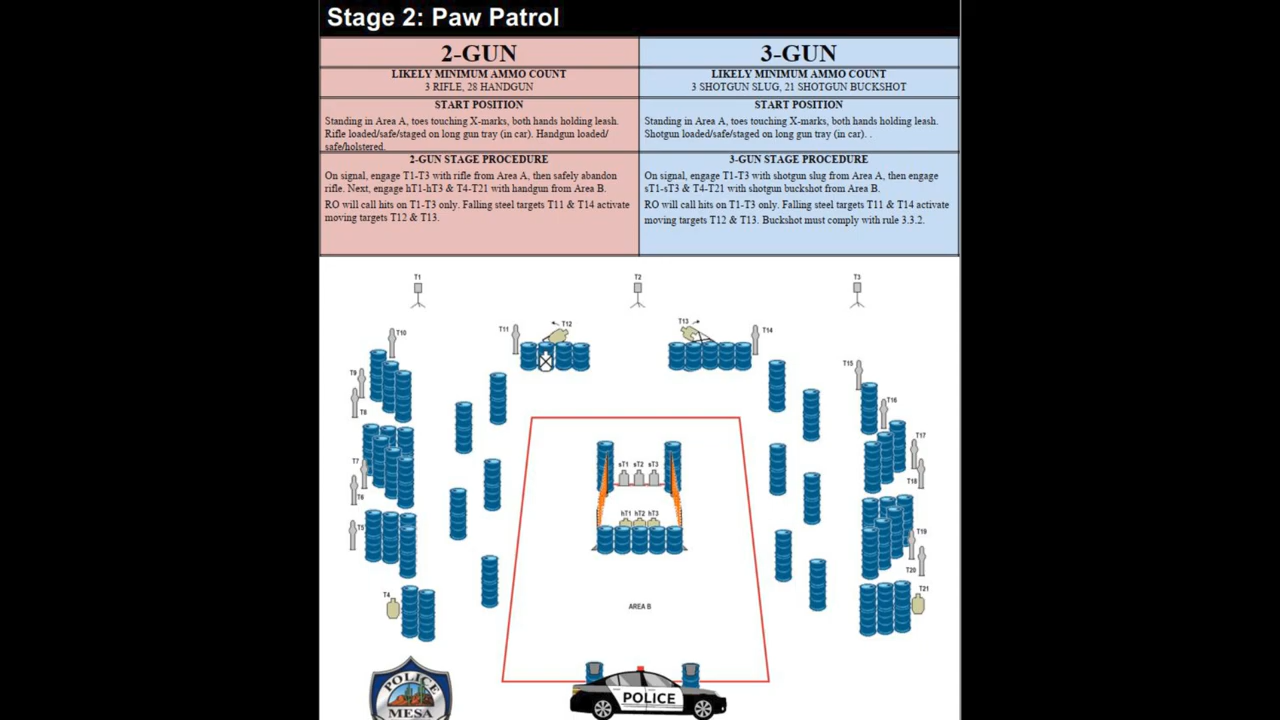 Stage 2: Paw Patrol
2-GUN
LIKELY MINIMUM AMMO COUNT
3 RIFLE, 28 HANDGUN
START POSITION
Standing in Area A, toes touching X-marks, both hands holding leash.
Rifle loaded/safe/staged on long gun tray (in car). Handgun loaded/
safe/holstered.
2-GUN STAGE PROCEDURE
On signal, engage T1-T3 with rifle from Area A, then safely abandon
rifle. Next, engage hT1-hT3 & T4-T21 with handgun from Area B.
RO will call hits on T1-T3 only. Falling steel targets T11 & T14 activate
moving targets T12 & T13.
3-GUN
LIKELY MINIMUM AMMO COUNT
3 SHOTGUN SLUG, 21 SHOTGUN BUCKSHOT
START POSITION
Standing in Area A, toes touching X-marks, both hands holding leash.
Shotgun loaded/safe/staged on long gun tray (in car). .
3-GUN STAGE PROCEDURE
On signal, engage T1-T3 with shotgun slug from Area A, then engage
sT1-sT3 & T4-T21 with shotgun buckshot from Area B.
RO will call hits on T1-T3 only. Falling steel targets T11 & T14 activate
moving targets T12 & T13. Buckshot must comply with rule 3.3.2.
T1
T2
T3
T10
T11
T12
T13
T14
T9
T15
T8
T16
T17
T7
sT1 sT2 sT3
T18
T6
hT1 hT2 hT3
T5
T19
T20
T4
T21
AREA B
POLICE
MESA
POLICE